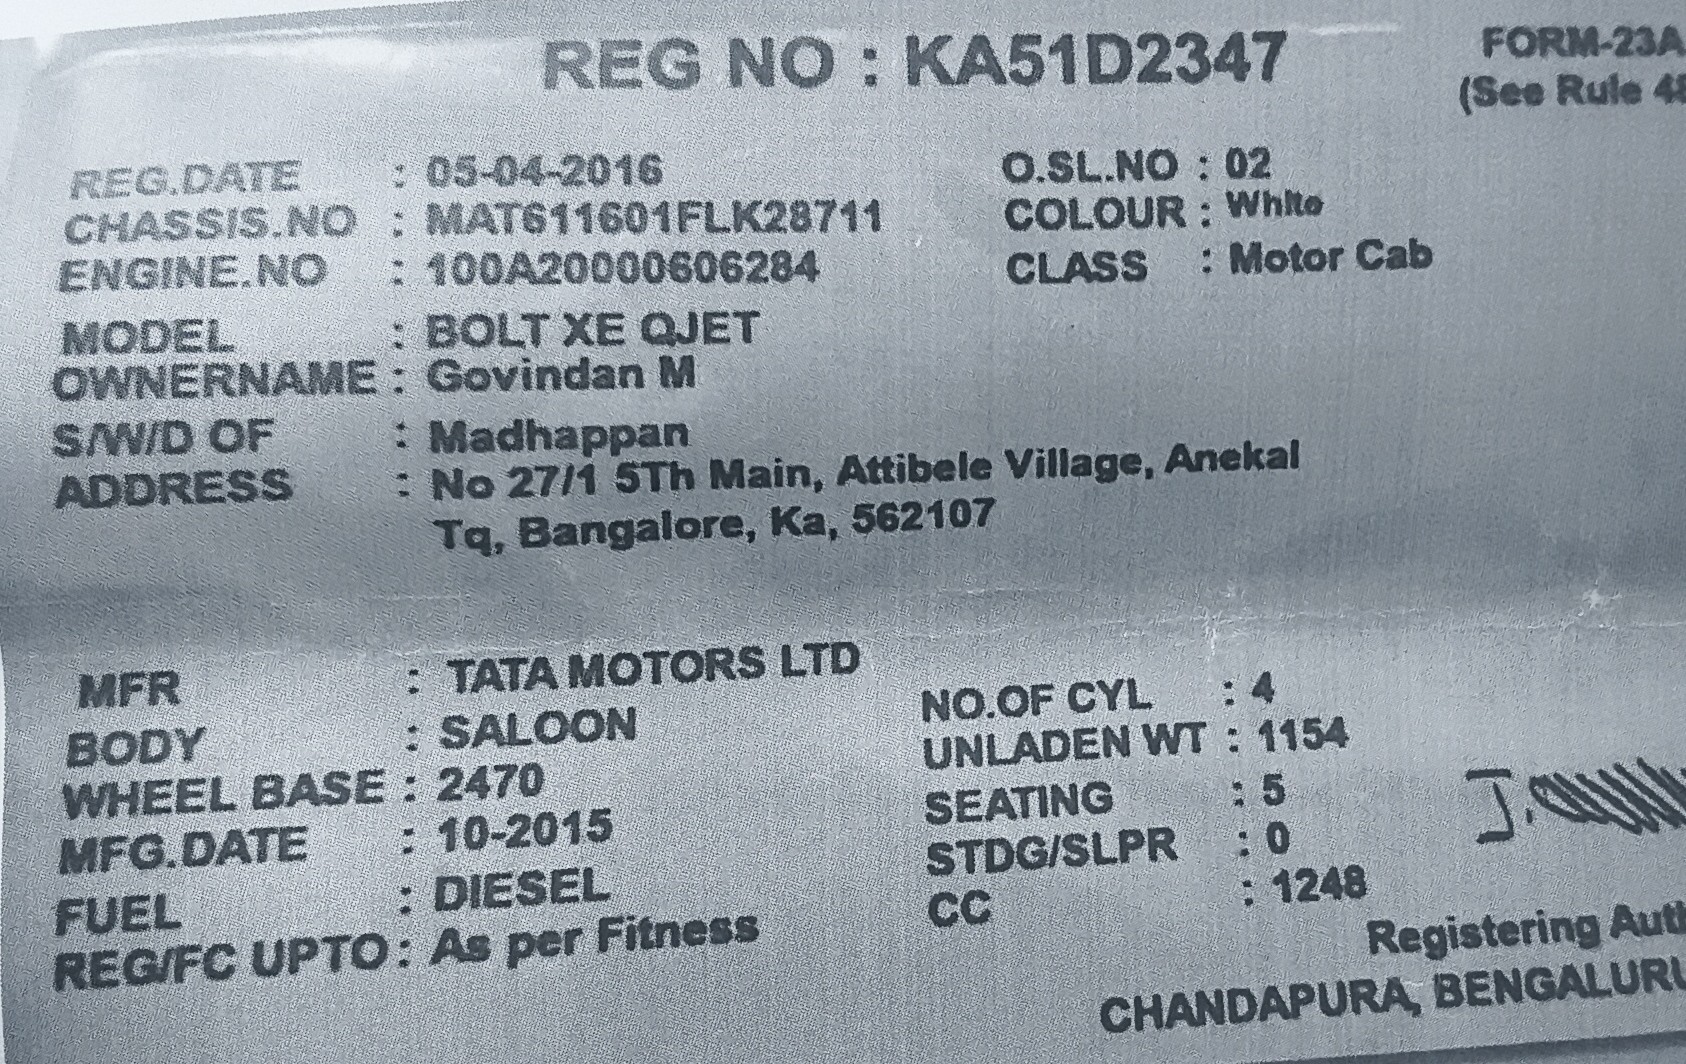 REG NO : KA51D2347
FORM-23A
(See Rule 48
REG.DATE : 05-04-2016
O.SL.NO : 02
CHASSIS.NO : MAT611601FLK28711
COLOUR : White
ENGINE.NO : 100A20000606284
CLASS : Motor Cab
MODEL : BOLT XE QJET
OWNERNAME : Govindan M
S/W/D OF : Madhappan
ADDRESS : No 27/1 5Th Main, Attibele Village, Anekal
Tq, Bangalore, Ka, 562107
MFR : TATA MOTORS LTD
NO.OF CYL : 4
BODY : SALOON
UNLADEN WT : 1154
WHEEL BASE : 2470
SEATING : 5
MFG.DATE : 10-2015
STDG/SLPR : 0
FUEL : DIESEL
CC : 1248
REG/FC UPTO : As per Fitness
Registering Auth
CHANDAPURA, BENGALURU